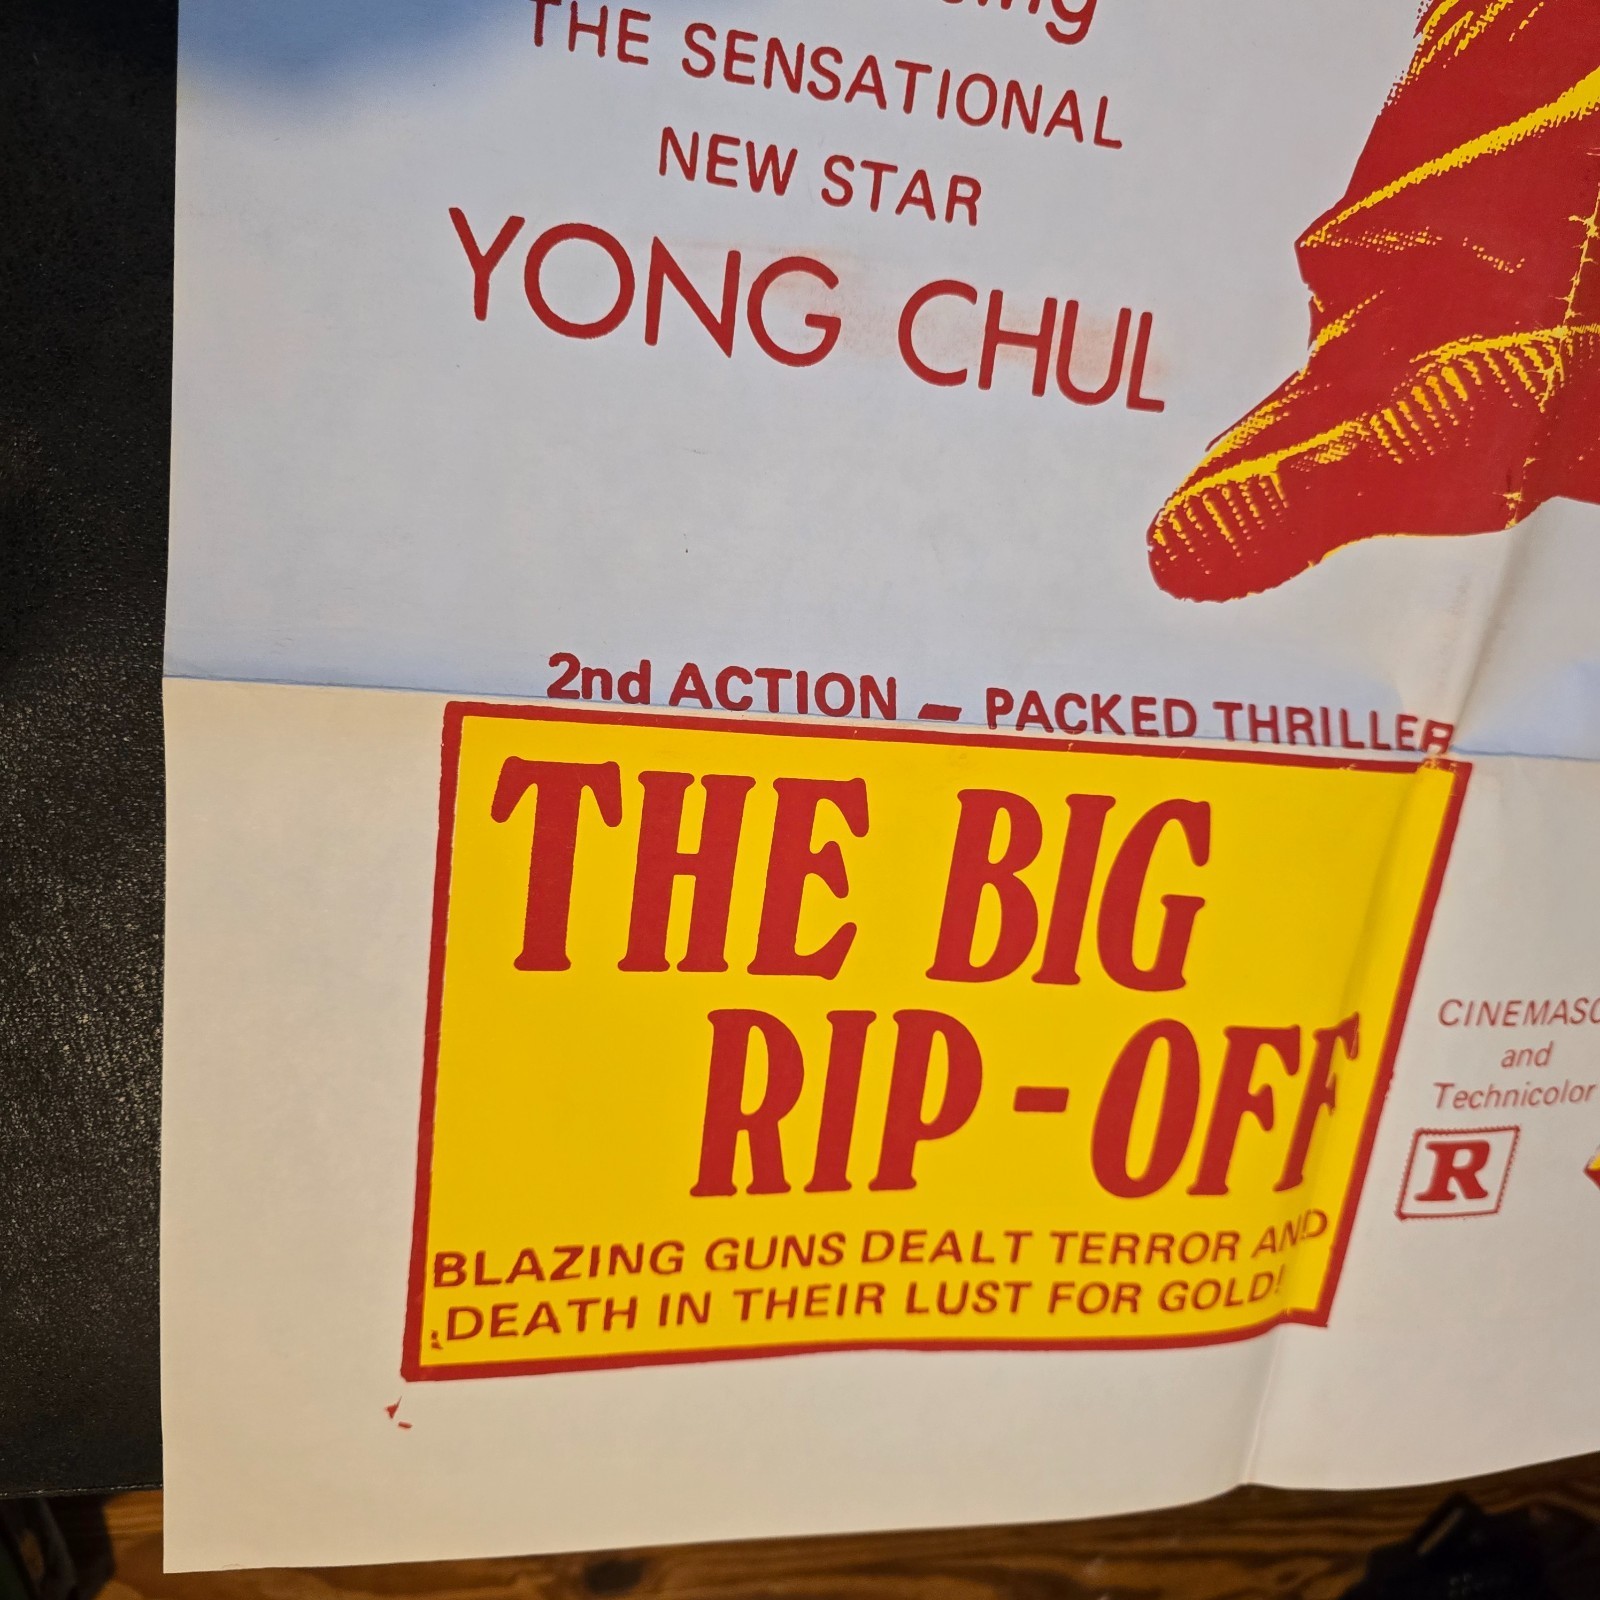 THE SENSATIONAL
NEW STAR
YONG CHUL
2nd ACTION - PACKED THRILLER
THE BIG
RIP-OFF
BLAZING GUNS DEALT TERROR AND
DEATH IN THEIR LUST FOR GOLD!
and
Technicolor
R